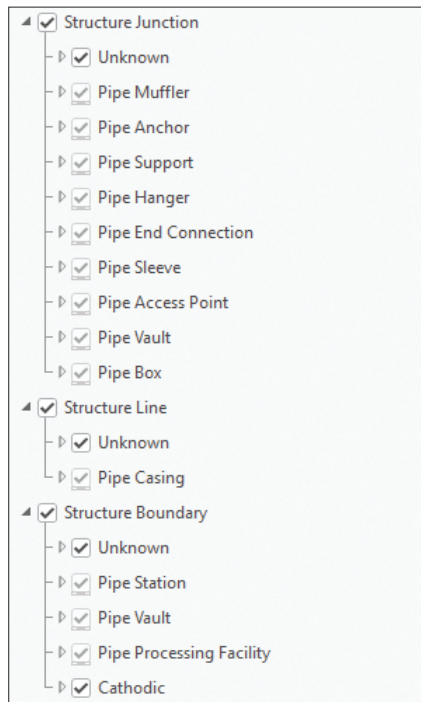 Structure Junction
Unknown
Pipe Muffler
Pipe Anchor
Pipe Support
Pipe Hanger
Pipe End Connection
Pipe Sleeve
Pipe Access Point
Pipe Vault
Pipe Box
Structure Line
Unknown
Pipe Casing
Structure Boundary
Unknown
Pipe Station
Pipe Vault
Pipe Processing Facility
Cathodic